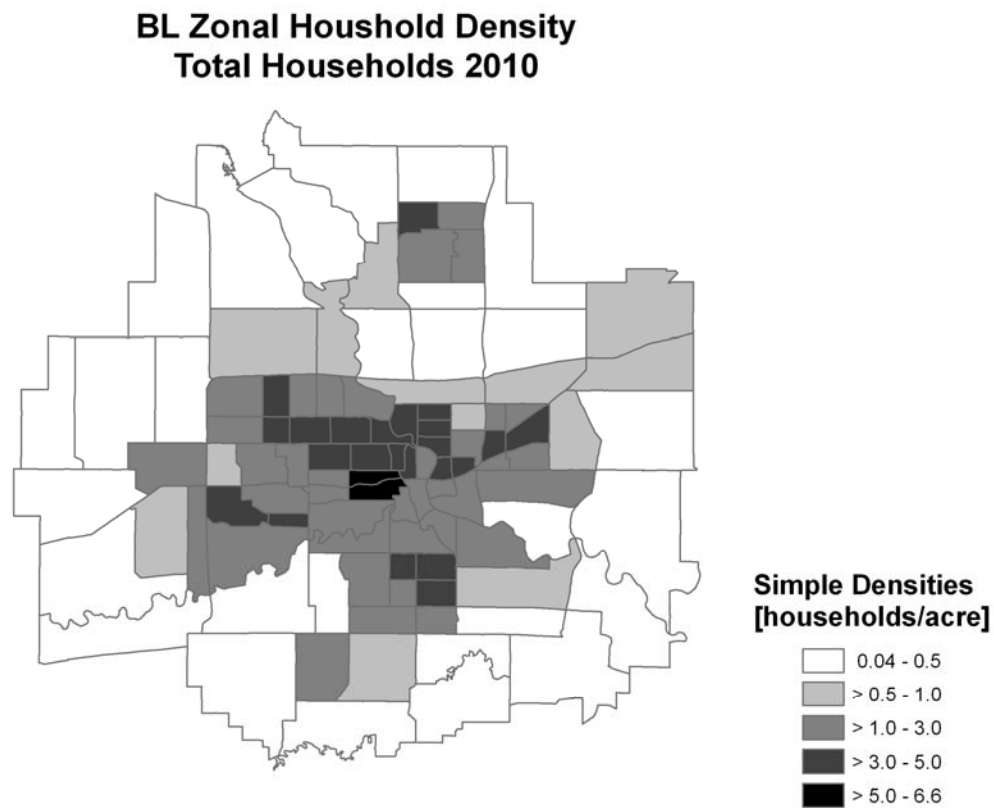 BL Zonal Houshold Density
Total Households 2010
Simple Densities
[households/acre]
0.04 - 0.5
> 0.5 - 1.0
> 1.0 - 3.0
> 3.0 - 5.0
> 5.0 - 6.6